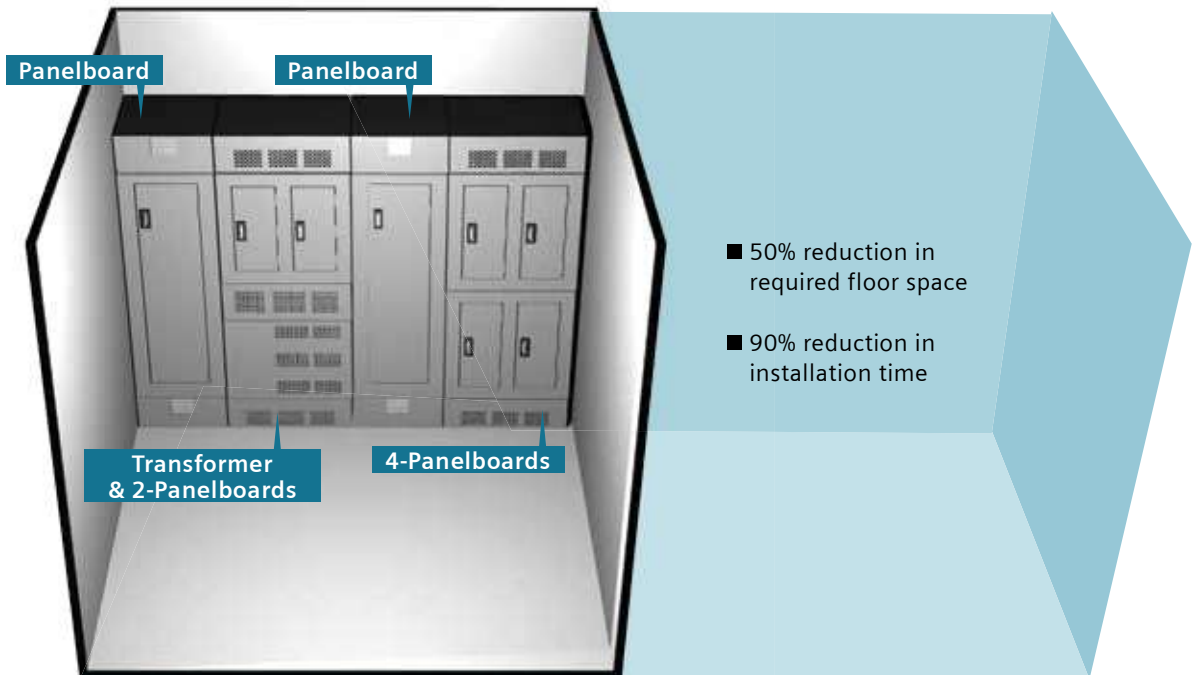 Panelboard
Panelboard
■ 50% reduction in
required floor space
■ 90% reduction in
installation time
Transformer
& 2-Panelboards
4-Panelboards